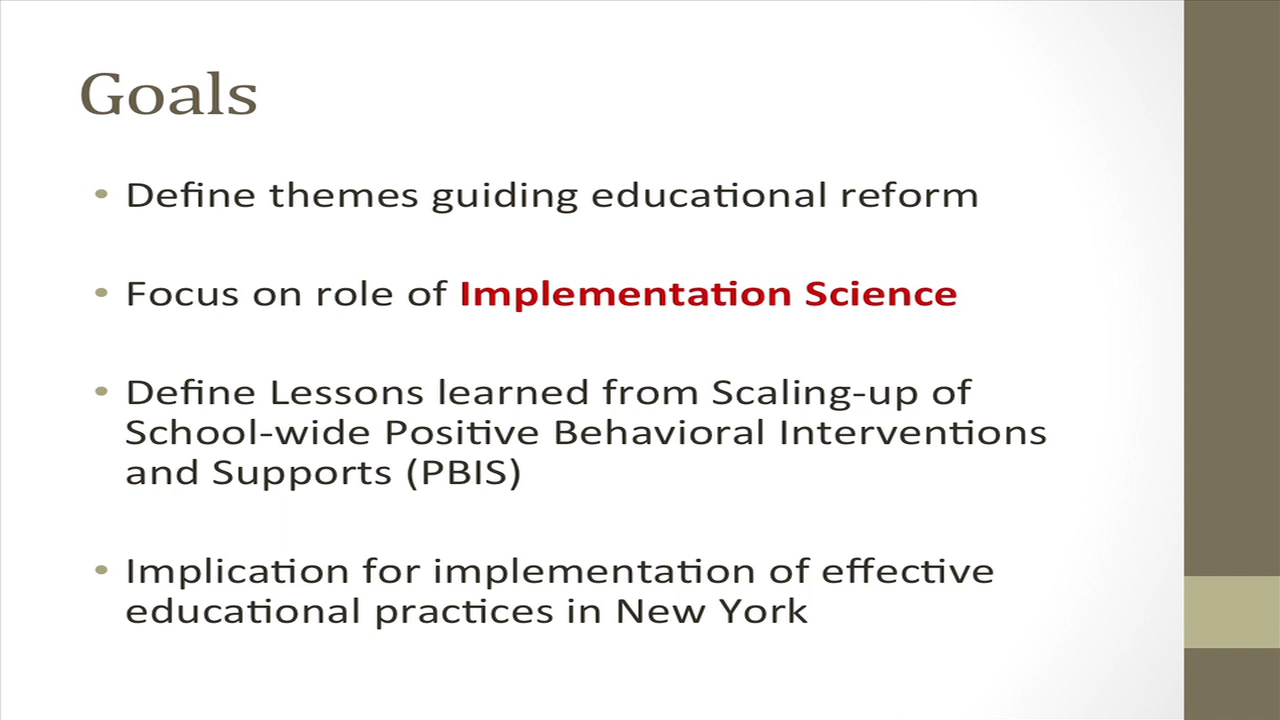 Goals
• Define themes guiding educational reform
• Focus on role of Implementation Science
• Define Lessons learned from Scaling-up of
School-wide Positive Behavioral Interventions
and Supports (PBIS)
• Implication for implementation of effective
educational practices in New York